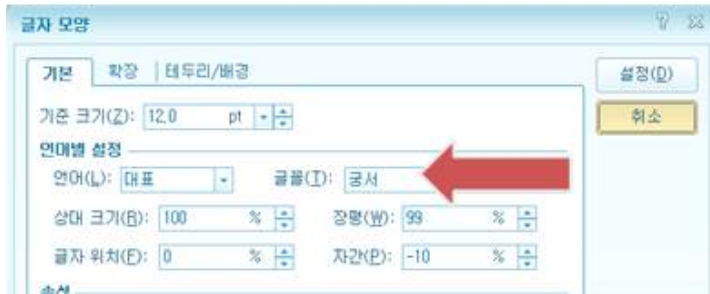 글자 모양
기본 확장 테두리/배경
설정(D)
기준 크기(Z): 12.0 pt
취소
언어별 설정
언어(L): 대표 글꼴(T): 궁서
상대 크기(R): 100 % 장평(W): 99 %
글자 위치(F): 0 % 자간(P): -10 %
속성